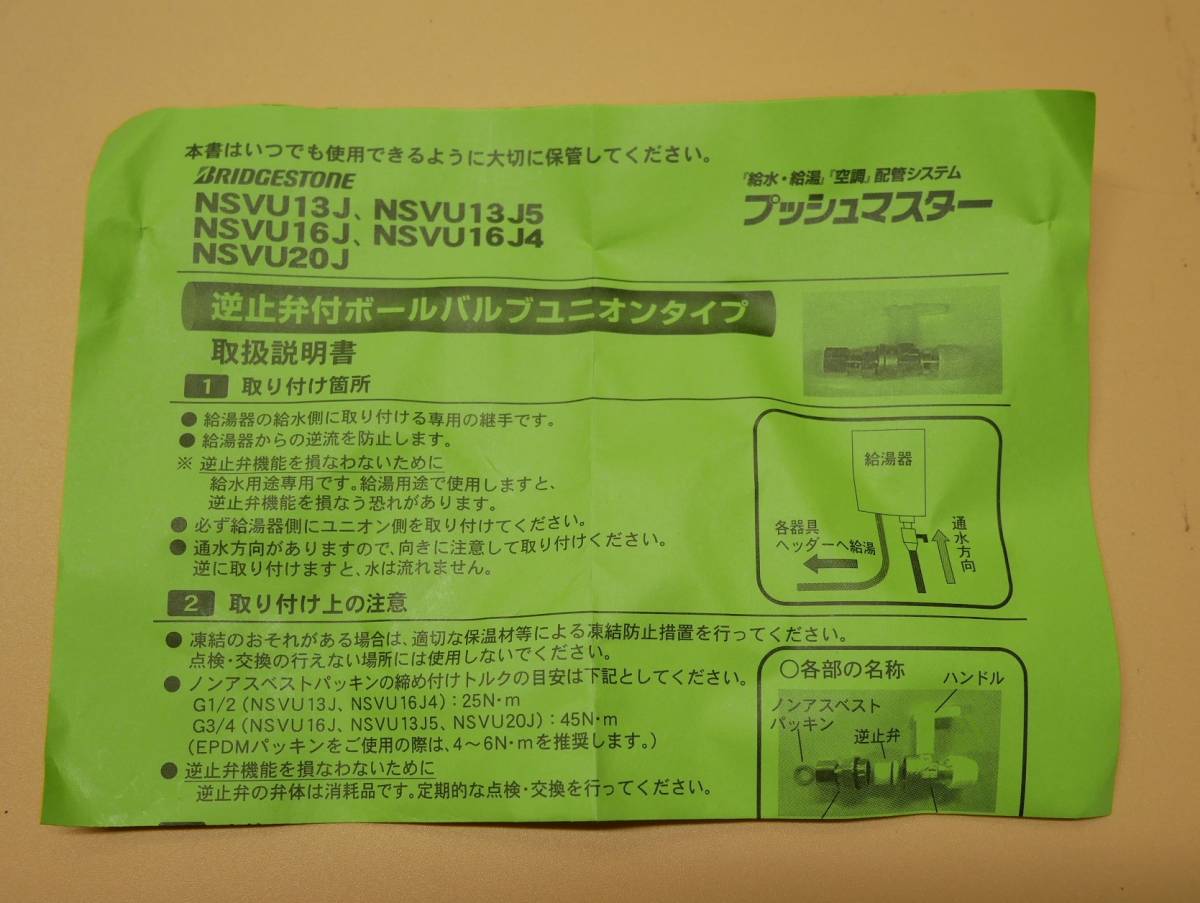 本書はいつでも使用できるように大切に保管してください。
BRIDGESTONE
NSVU13J、NSVU13J5
NSVU16J、NSVU16J4
NSVU20J
『給水・給湯』『空調』配管システム
プッシュマスター
逆止弁付ボールバルブユニオンタイプ
取扱説明書
1 取り付け箇所
● 給湯器の給水側に取り付ける専用の継手です。
● 給湯器からの逆流を防止します。
※ 逆止弁機能を損なわないために
給水用途専用です。給湯用途で使用しますと、
逆止弁機能を損なう恐れがあります。
● 必ず給湯器側にユニオン側を取り付けてください。
● 通水方向がありますので、向きに注意して取り付けください。
逆に取り付けますと、水は流れません。
給湯器
各器具
ヘッダーへ給湯
通水方向
2 取り付け上の注意
● 凍結のおそれがある場合は、適切な保温材等による凍結防止措置を行ってください。
点検・交換の行えない場所には使用しないでください。
● ノンアスベストパッキンの締め付けトルクの目安は下記としてください。
G1/2(NSVU13J、NSVU16J4):25N・m
G3/4(NSVU16J、NSVU13J5、NSVU20J):45N・m
(EPDMパッキンをご使用の際は、4～6N・mを推奨します。)
● 逆止弁機能を損なわないために
逆止弁の弁体は消耗品です。定期的な点検・交換を行ってください。
○各部の名称
ハンドル
ノンアスベスト
パッキン
逆止弁